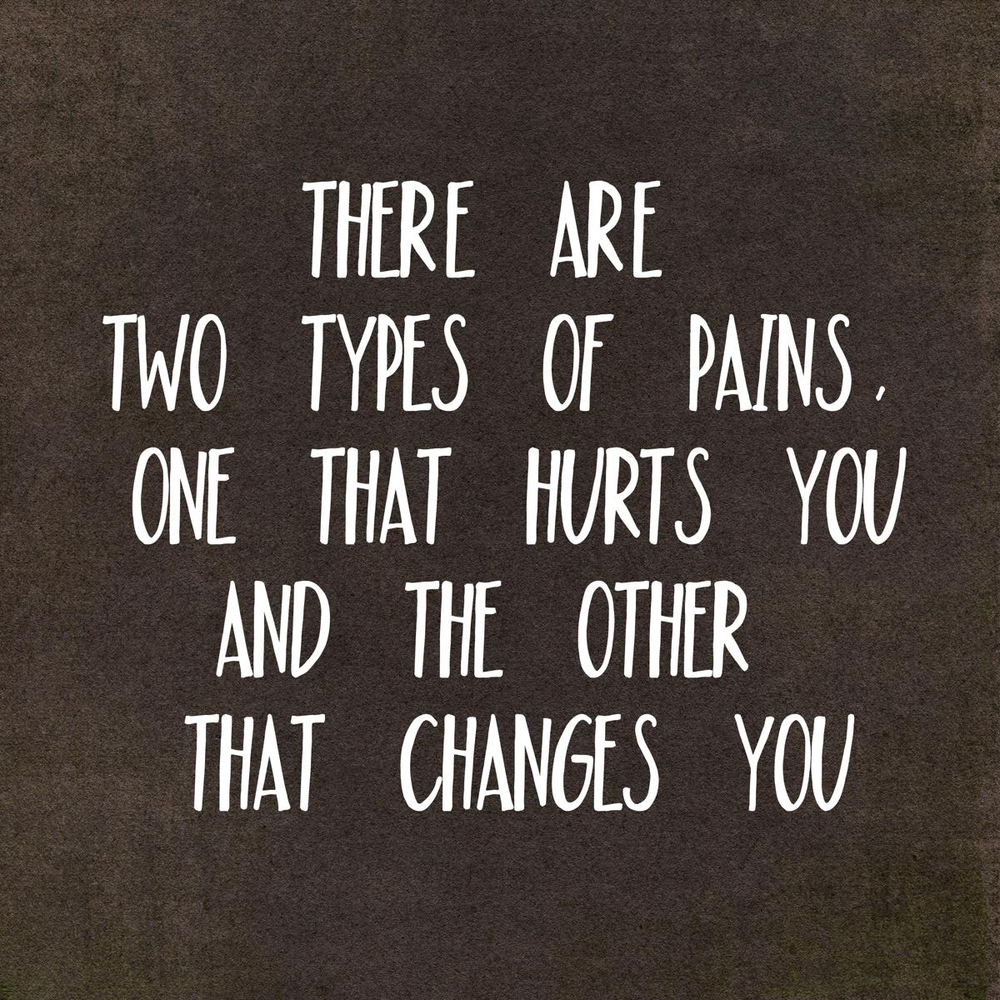 THERE ARE
TWO TYPES OF PAINS,
ONE THAT HURTS YOU
AND THE OTHER
THAT CHANGES YOU